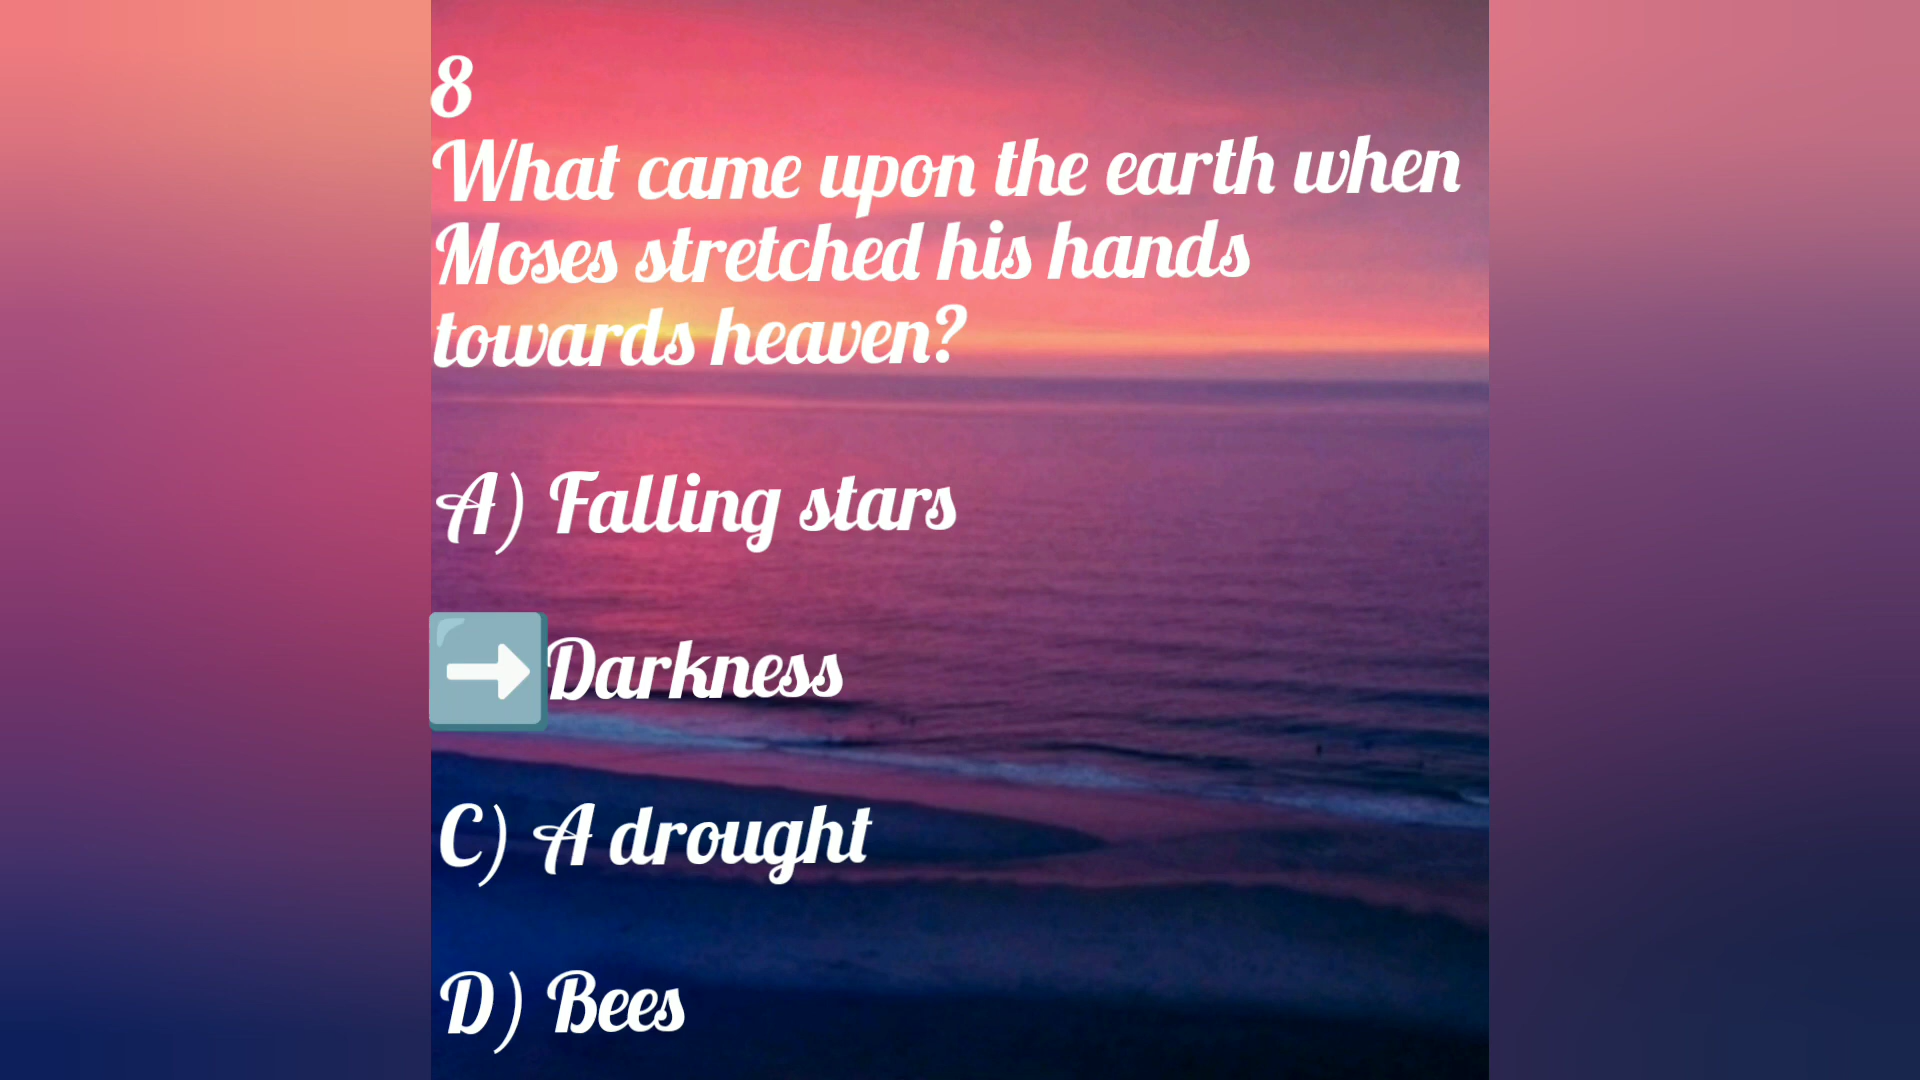 8
What came upon the earth when
Moses stretched his hands
towards heaven?
A) Falling stars
➡️Darkness
C) A drought
D) Bees